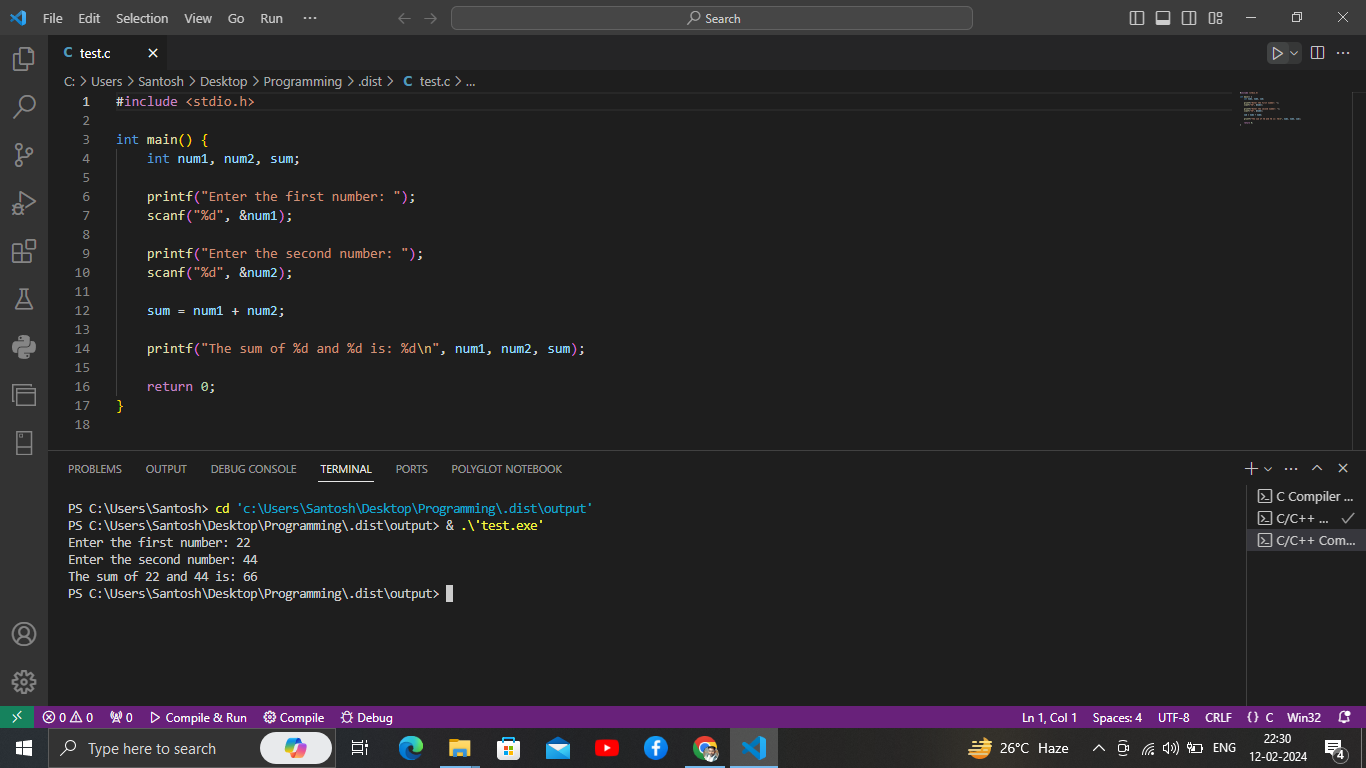 File Edit Selection View Go Run ··· Search
test.c
C: > Users > Santosh > Desktop > Programming > .dist > C test.c > ...
1 #include <stdio.h>
2
3 int main() {
4     int num1, num2, sum;
5
6     printf("Enter the first number: ");
7     scanf("%d", &num1);
8
9     printf("Enter the second number: ");
10     scanf("%d", &num2);
11
12     sum = num1 + num2;
13
14     printf("The sum of %d and %d is: %d\n", num1, num2, sum);
15
16     return 0;
17 }
18
PROBLEMS OUTPUT DEBUG CONSOLE TERMINAL PORTS POLYGLOT NOTEBOOK
PS C:\Users\Santosh> cd 'c:\Users\Santosh\Desktop\Programming\.dist\output'
PS C:\Users\Santosh\Desktop\Programming\.dist\output> & .\'test.exe'
Enter the first number: 22
Enter the second number: 44
The sum of 22 and 44 is: 66
PS C:\Users\Santosh\Desktop\Programming\.dist\output>
C Compiler ...
C/C++ ...
C/C++ Com...
0 0 0 Compile & Run Compile Debug Ln 1, Col 1 Spaces: 4 UTF-8 CRLF {} C Win32
Type here to search 26°C Haze ENG 22:30
12-02-2024 4